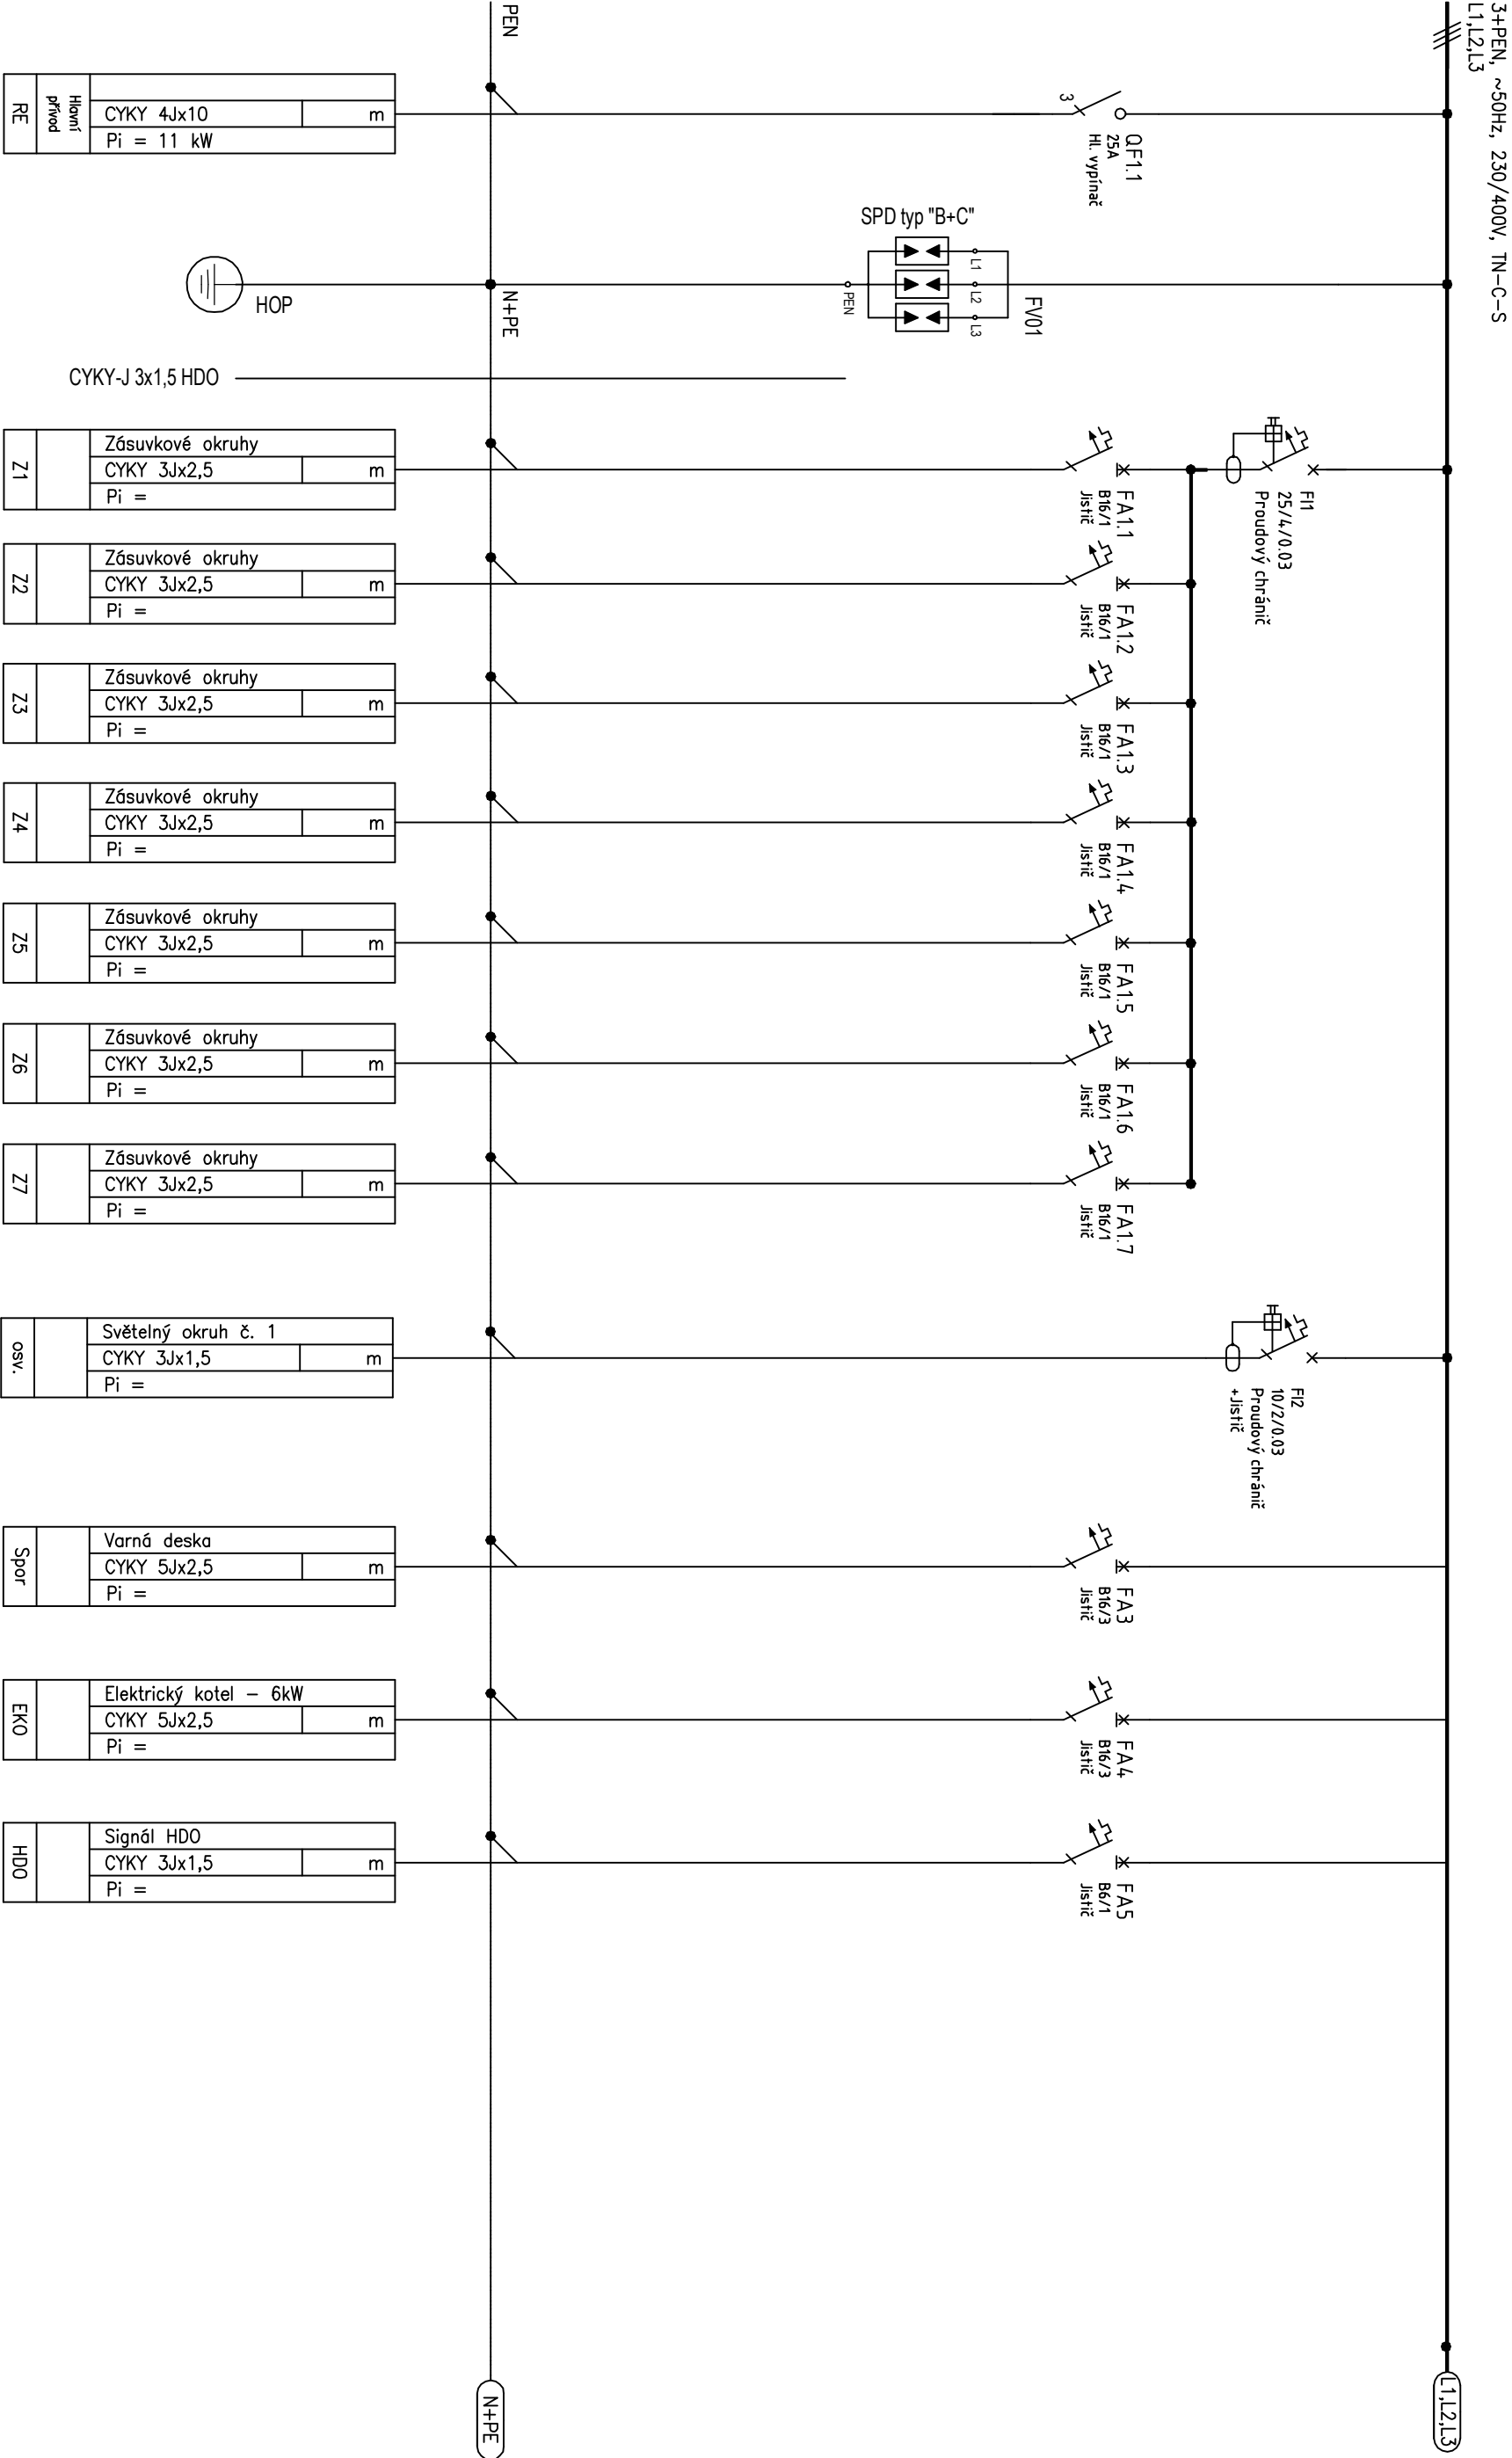 3+PEN, ~50Hz, 230/400V, TN-C-S
L1,L2,L3
PEN
Hlavní
přívod
RE
CYKY 4Jx10
m
Pi = 11 kW
3
QF1.1
25A
Hl. vypínač
SPD typ "B+C"
L1
L2
L3
PEN
FV01
HOP
N+PE
CYKY-J 3x1,5 HDO
FI1
25/4/0.03
Proudový chránič
Z1
Zásuvkové okruhy
CYKY 3Jx2,5
m
Pi =
FA1.1
B16/1
Jistič
Z2
Zásuvkové okruhy
CYKY 3Jx2,5
m
Pi =
FA1.2
B16/1
Jistič
Z3
Zásuvkové okruhy
CYKY 3Jx2,5
m
Pi =
FA1.3
B16/1
Jistič
Z4
Zásuvkové okruhy
CYKY 3Jx2,5
m
Pi =
FA1.4
B16/1
Jistič
Z5
Zásuvkové okruhy
CYKY 3Jx2,5
m
Pi =
FA1.5
B16/1
Jistič
Z6
Zásuvkové okruhy
CYKY 3Jx2,5
m
Pi =
FA1.6
B16/1
Jistič
Z7
Zásuvkové okruhy
CYKY 3Jx2,5
m
Pi =
FA1.7
B16/1
Jistič
osv.
Světelný okruh č. 1
CYKY 3Jx1,5
m
Pi =
FI2
10/2/0.03
Proudový chránič
+Jistič
Spor
Varná deska
CYKY 5Jx2,5
m
Pi =
FA3
B16/3
Jistič
EKO
Elektrický kotel - 6kW
CYKY 5Jx2,5
m
Pi =
FA4
B16/3
Jistič
HDO
Signál HDO
CYKY 3Jx1,5
m
Pi =
FA5
B6/1
Jistič
N+PE
L1,L2,L3